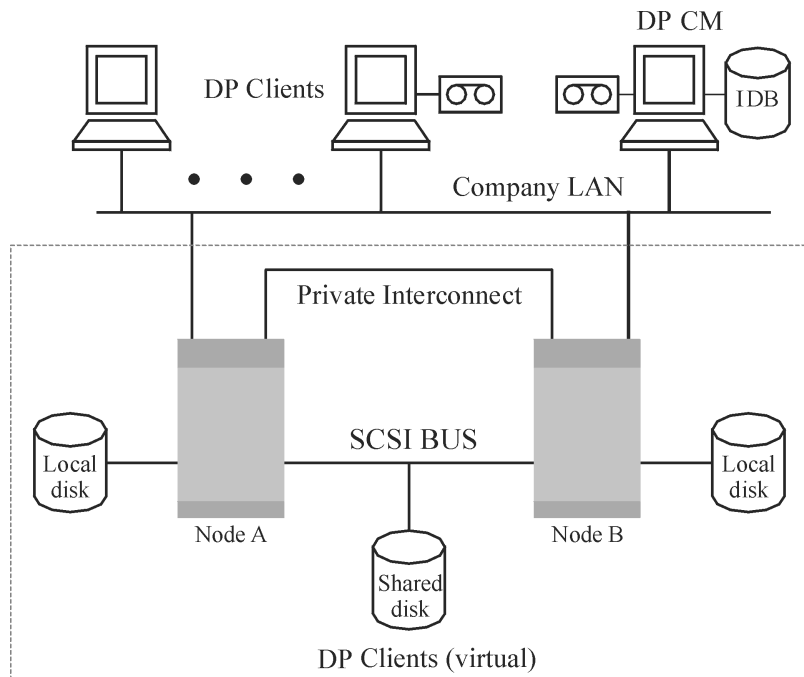 DP CM
DP Clients
IDB
Company LAN
Private Interconnect
SCSI BUS
Local
disk
Local
disk
Node A
Node B
Shared
disk
DP Clients (virtual)